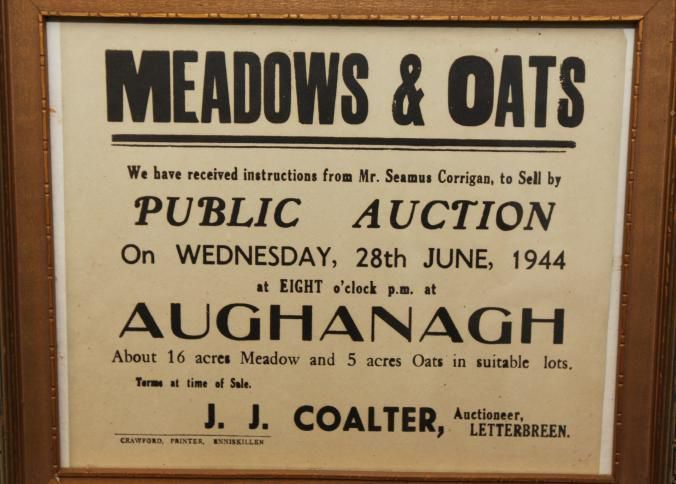 MEADOWS & OATS
We have received instructions from Mr. Seamus Corrigan, to Sell by
PUBLIC AUCTION
On WEDNESDAY, 28th JUNE, 1944
at EIGHT o'clock p.m. at
AUGHANAGH
About 16 acres Meadow and 5 acres Oats in suitable lots.
Terms at time of Sale.
J. J. COALTER, Auctioneer,
LETTERBREEN.
CRAWFORD, PRINTER, ENNISKILLEN